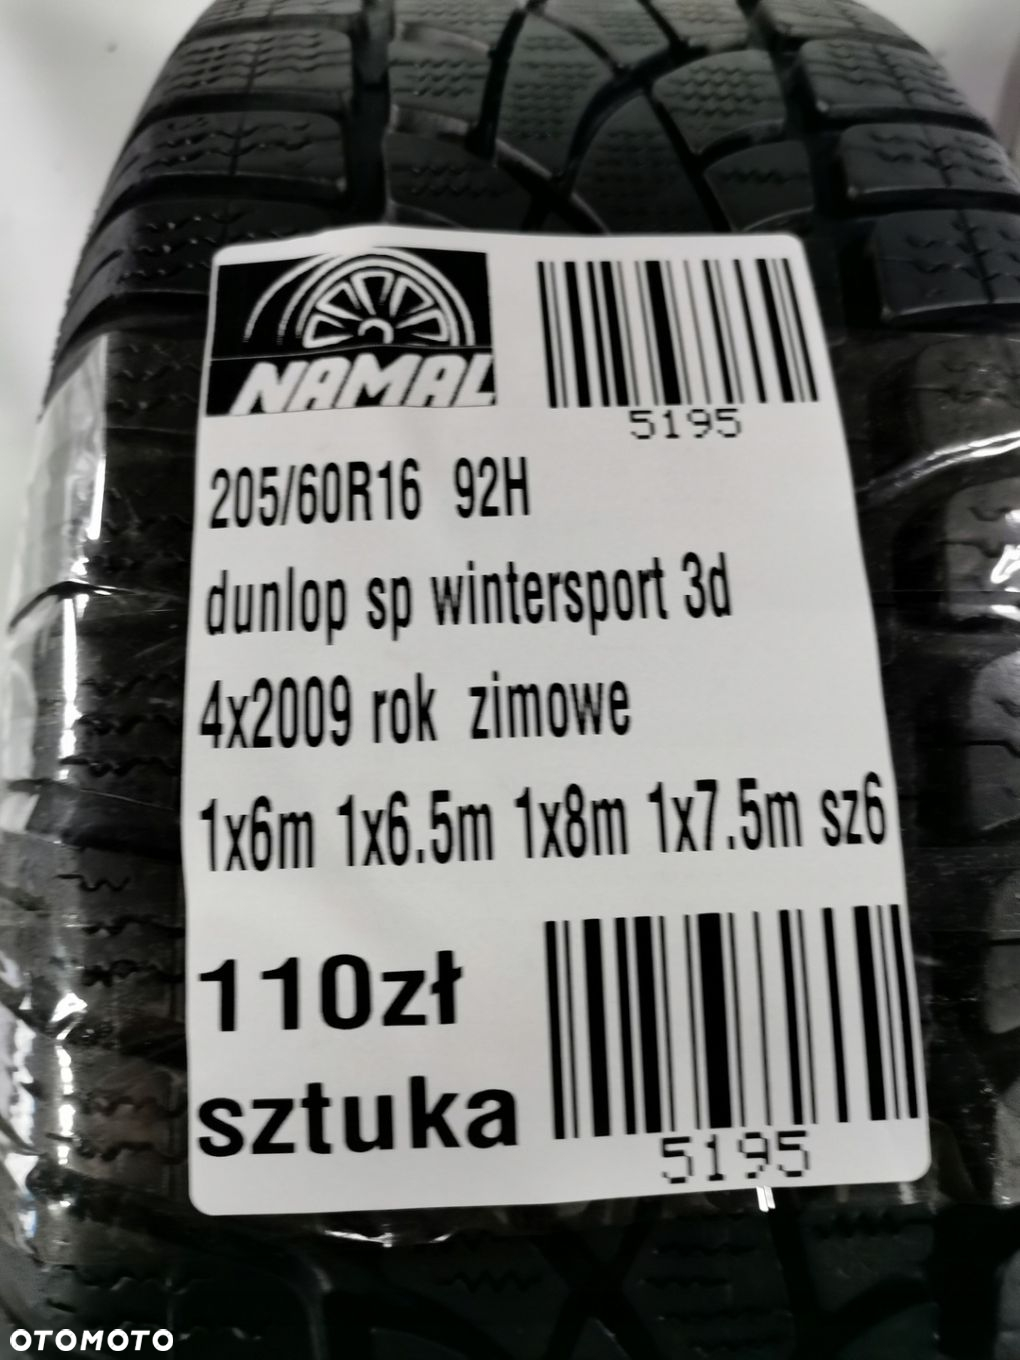 NAMAL
5195
205/60R16 92H
dunlop sp wintersport 3d
4x2009 rok zimowe
1x6m 1x6.5m 1x8m 1x7.5m sz6
110zł
sztuka
5195
OTOMOTO